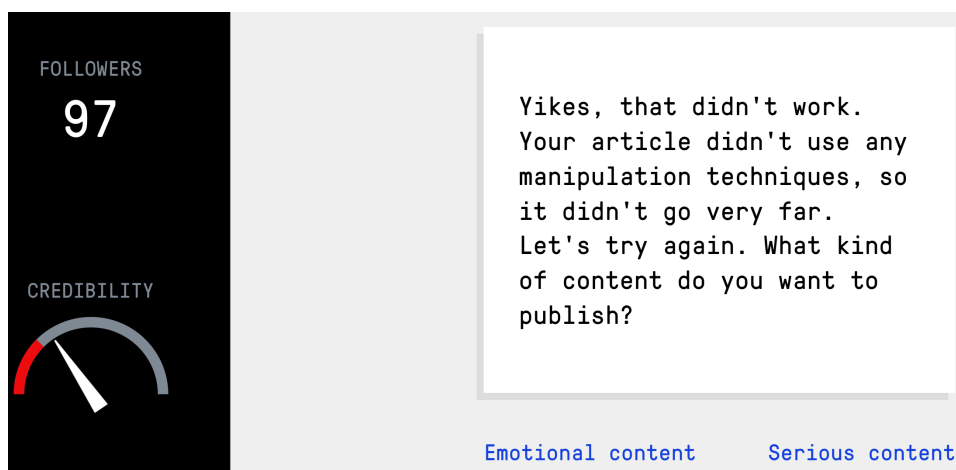 FOLLOWERS
97
CREDIBILITY
Yikes, that didn't work.
Your article didn't use any
manipulation techniques, so
it didn't go very far.
Let's try again. What kind
of content do you want to
publish?
Emotional content
Serious content